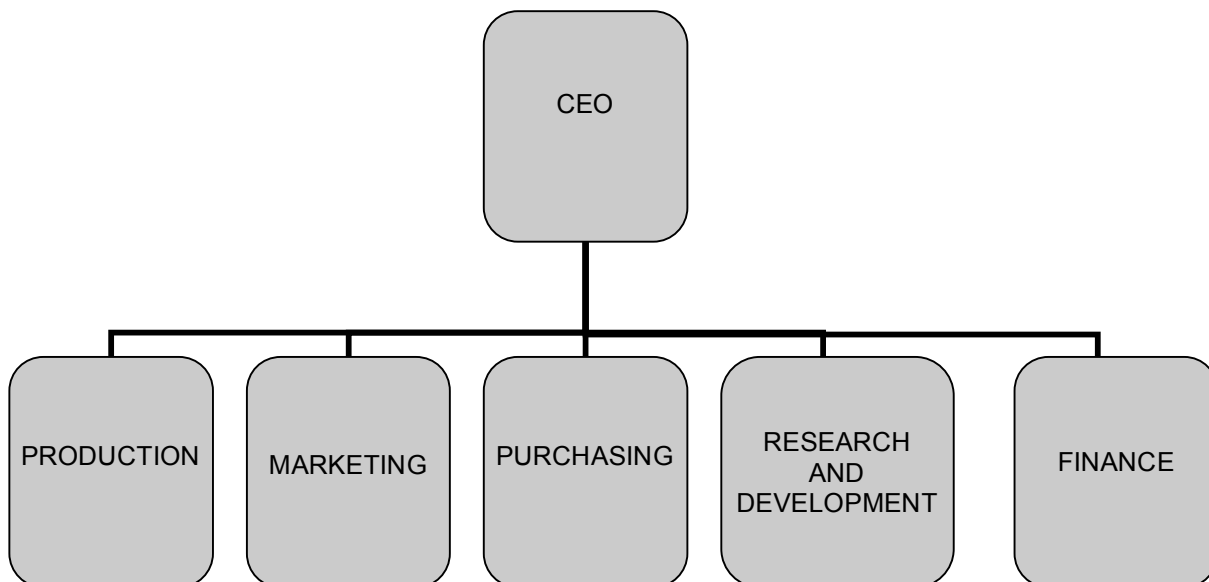 CEO
PRODUCTION
MARKETING
PURCHASING
RESEARCH
AND
DEVELOPMENT
FINANCE